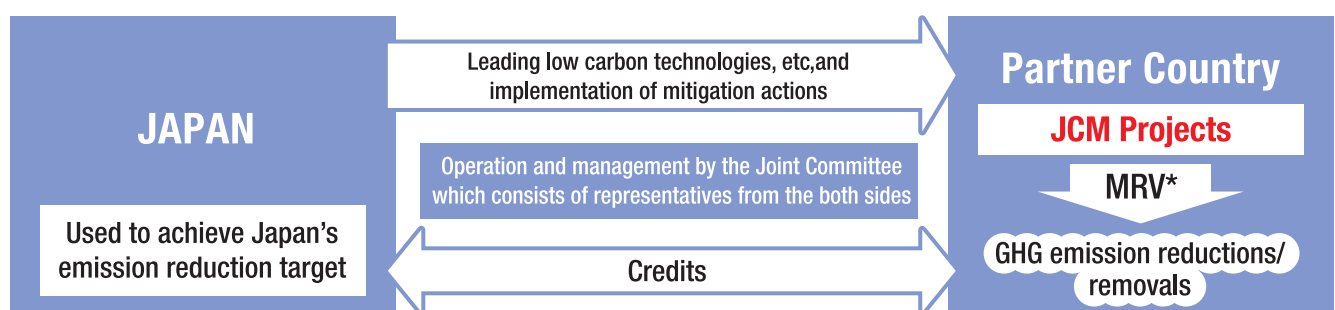 JAPAN
Used to achieve Japan's
emission reduction target
Leading low carbon technologies, etc,and
implementation of mitigation actions
Operation and management by the Joint Committee
which consists of representatives from the both sides
Credits
Partner Country
JCM Projects
MRV*
GHG emission reductions/
removals